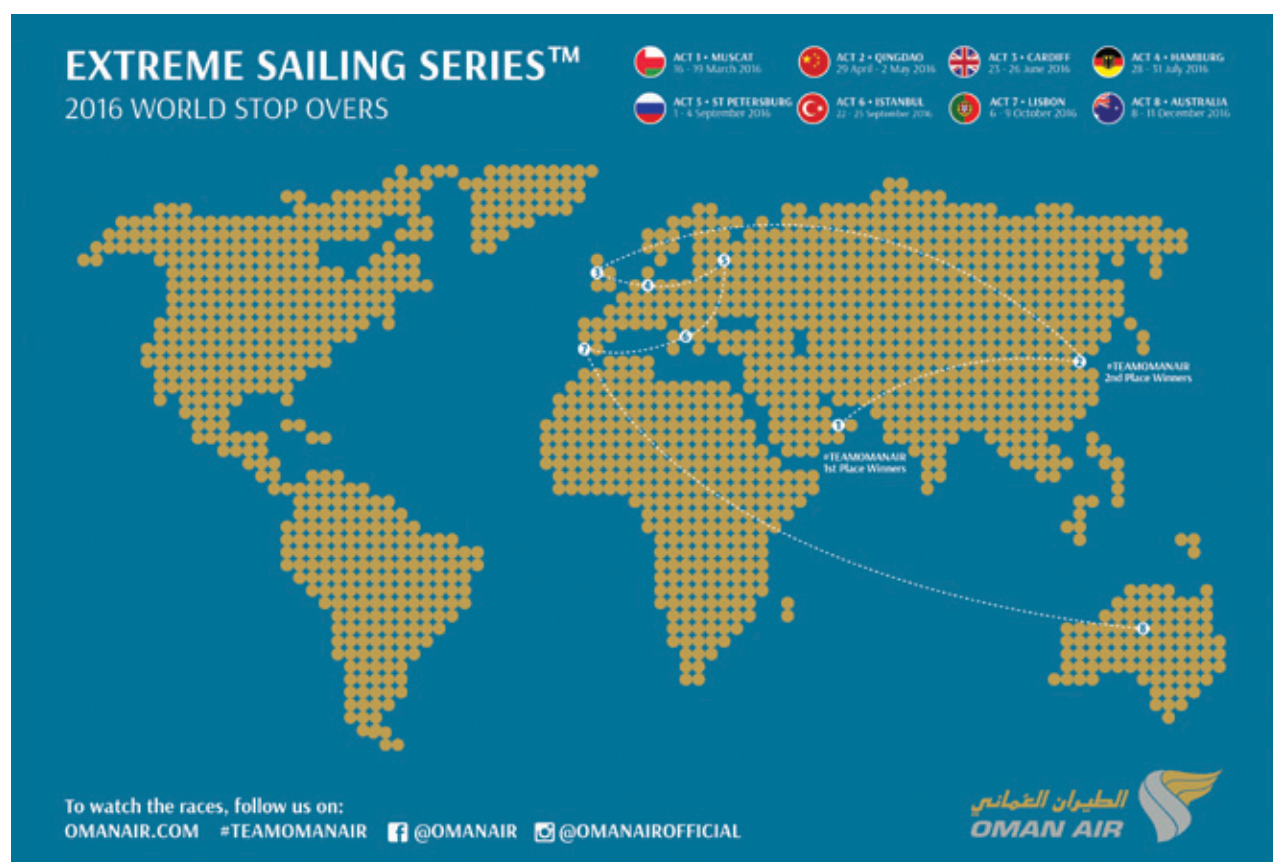 EXTREME SAILING SERIES™
2016 WORLD STOP OVERS
ACT 1 • MUSCAT
16 - 19 March 2016
ACT 2 • QINGDAO
29 April - 2 May 2016
ACT 3 • CARDIFF
23 - 26 June 2016
ACT 4 • HAMBURG
28 - 31 July 2016
ACT 5 • ST PETERSBURG
1 - 4 September 2016
ACT 6 • ISTANBUL
22 - 25 September 2016
ACT 7 • LISBON
6 - 9 October 2016
ACT 8 • AUSTRALIA
8 - 11 December 2016
3
5
4
6
7
2
#TEAMOMANAIR
2nd Place Winners
1
#TEAMOMANAIR
1st Place Winners
8
To watch the races, follow us on:
OMANAIR.COM #TEAMOMANAIR @OMANAIR @OMANAIROFFICIAL
الطيران العُماني
OMAN AIR